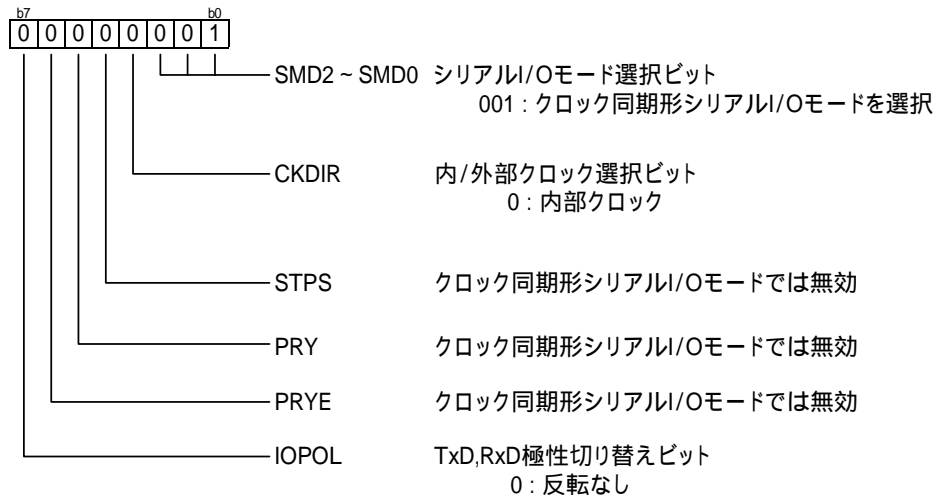 b7 b0
0 0 0 0 0 0 0 1
SMD2 ~ SMD0 シリアルI/Oモード選択ビット
001 : クロック同期形シリアルI/Oモードを選択
CKDIR 内/外部クロック選択ビット
0 : 内部クロック
STPS クロック同期形シリアルI/Oモードでは無効
PRY クロック同期形シリアルI/Oモードでは無効
PRYE クロック同期形シリアルI/Oモードでは無効
IOPOL TxD,RxD極性切り替えビット
0 : 反転なし